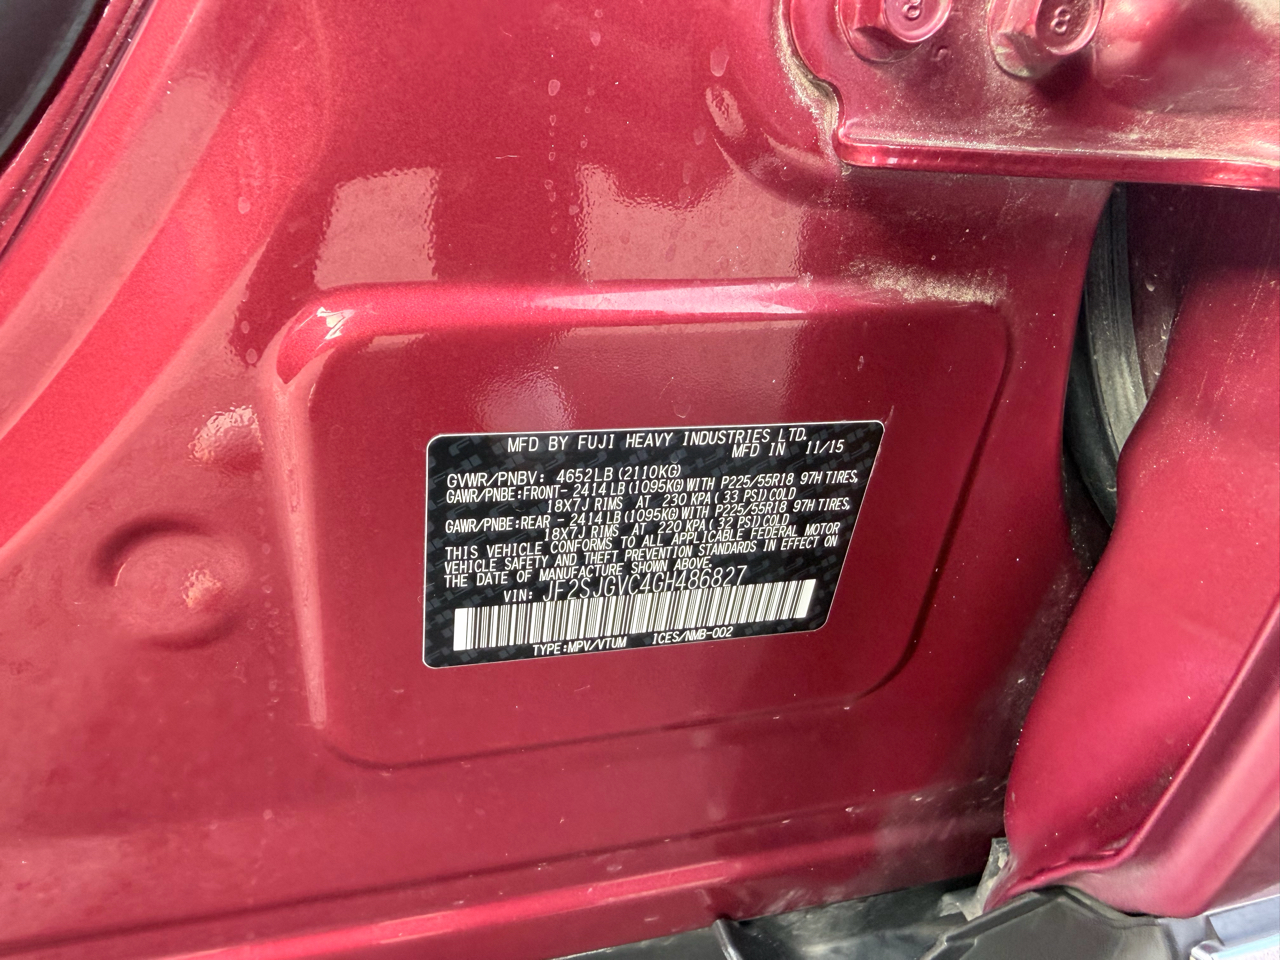 8
8
MFD BY FUJI HEAVY INDUSTRIES LTD.
MFD IN 11/15
GVWR/PNBV: 4652LB (2110KG)
GAWR/PNBE:FRONT- 2414LB (1095KG) WITH P225/55R18 97H TIRES,
18X7J RIMS AT 230 KPA (33 PSI) COLD
GAWR/PNBE:REAR - 2414LB (1095KG) WITH P225/55R18 97H TIRES,
18X7J RIMS AT 220 KPA (32 PSI) COLD
THIS VEHICLE CONFORMS TO ALL APPLICABLE FEDERAL MOTOR
VEHICLE SAFETY AND THEFT PREVENTION STANDARDS IN EFFECT ON
THE DATE OF MANUFACTURE SHOWN ABOVE.
VIN: JF2SJGVC4GH486827
TYPE:MPV/VTUM ICES/NMB-002